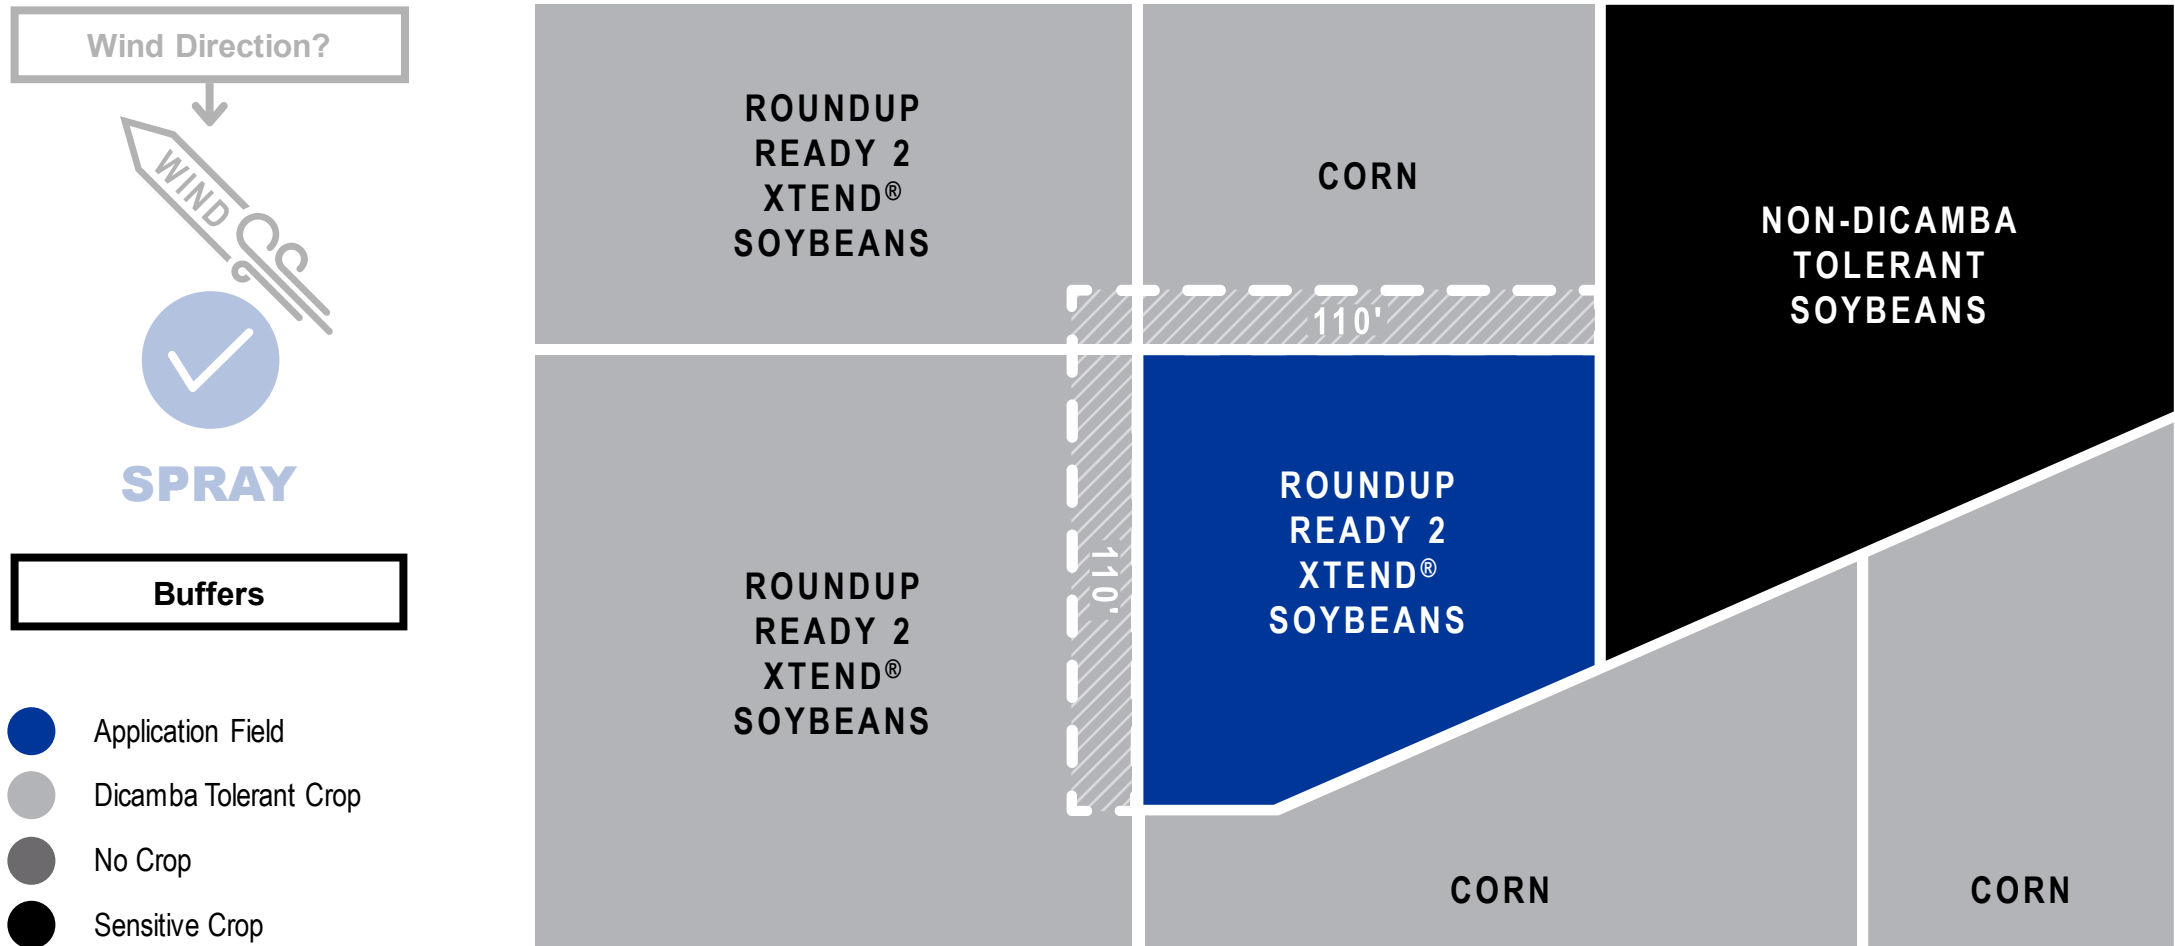 Wind Direction?
WIND
SPRAY
Buffers
Application Field
Dicamba Tolerant Crop
No Crop
Sensitive Crop
ROUNDUP
READY 2
XTEND®
SOYBEANS
CORN
NON-DICAMBA
TOLERANT
SOYBEANS
110'
110'
ROUNDUP
READY 2
XTEND®
SOYBEANS
ROUNDUP
READY 2
XTEND®
SOYBEANS
CORN
CORN